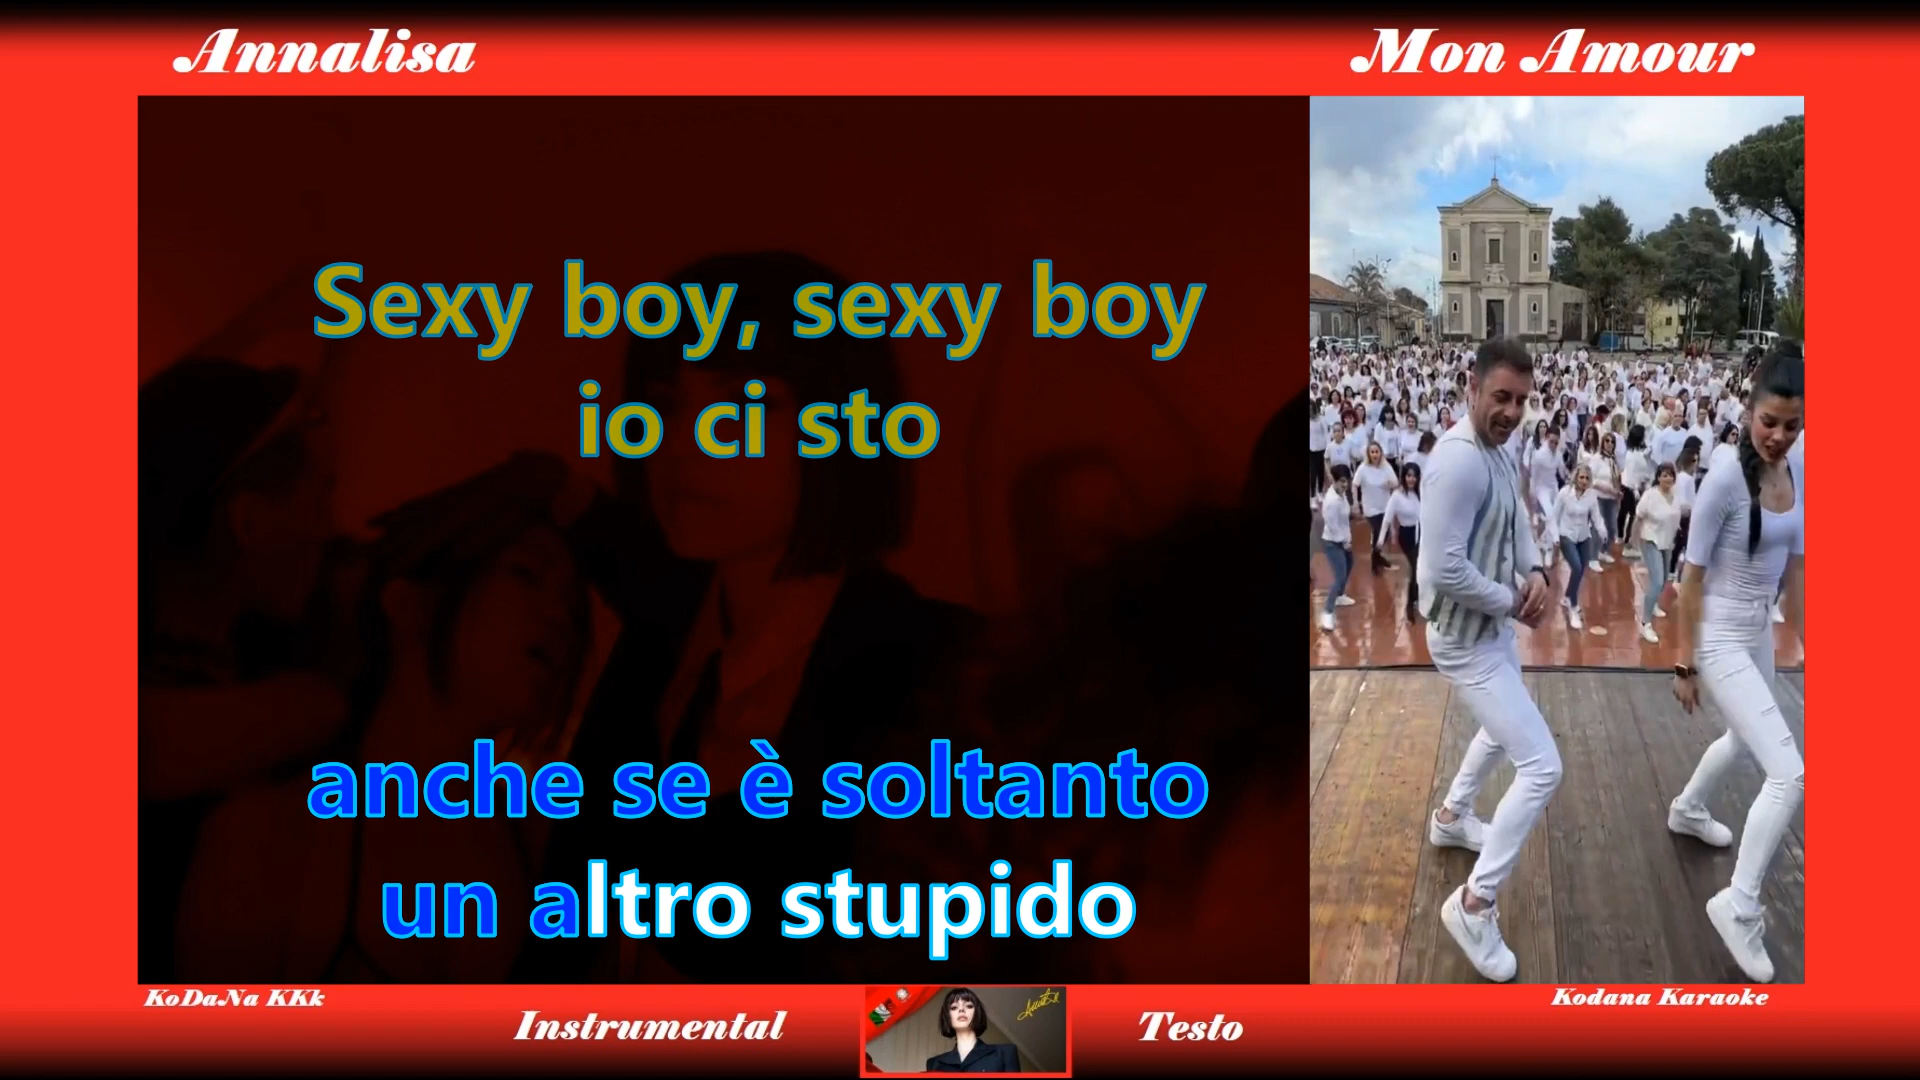 Annalisa
Mon Amour
Sexy boy, sexy boy
io ci sto
anche se è soltanto
un altro stupido
KoDaNa KKk
Kodana Karaoke
Instrumental
Testo